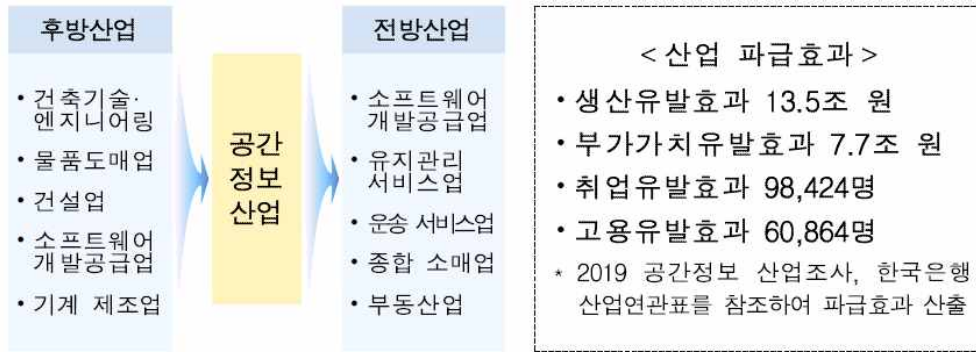 후방산업
• 건축기술·
엔지니어링
• 물품도매업
• 건설업
• 소프트웨어
개발공급업
• 기계 제조업
공간
정보
산업
전방산업
• 소프트웨어
개발공급업
• 유지관리
서비스업
• 운송 서비스업
• 종합 소매업
• 부동산업
< 산업 파급효과 >
• 생산유발효과 13.5조 원
• 부가가치유발효과 7.7조 원
• 취업유발효과 98,424명
• 고용유발효과 60,864명
* 2019 공간정보 산업조사, 한국은행
산업연관표를 참조하여 파급효과 산출